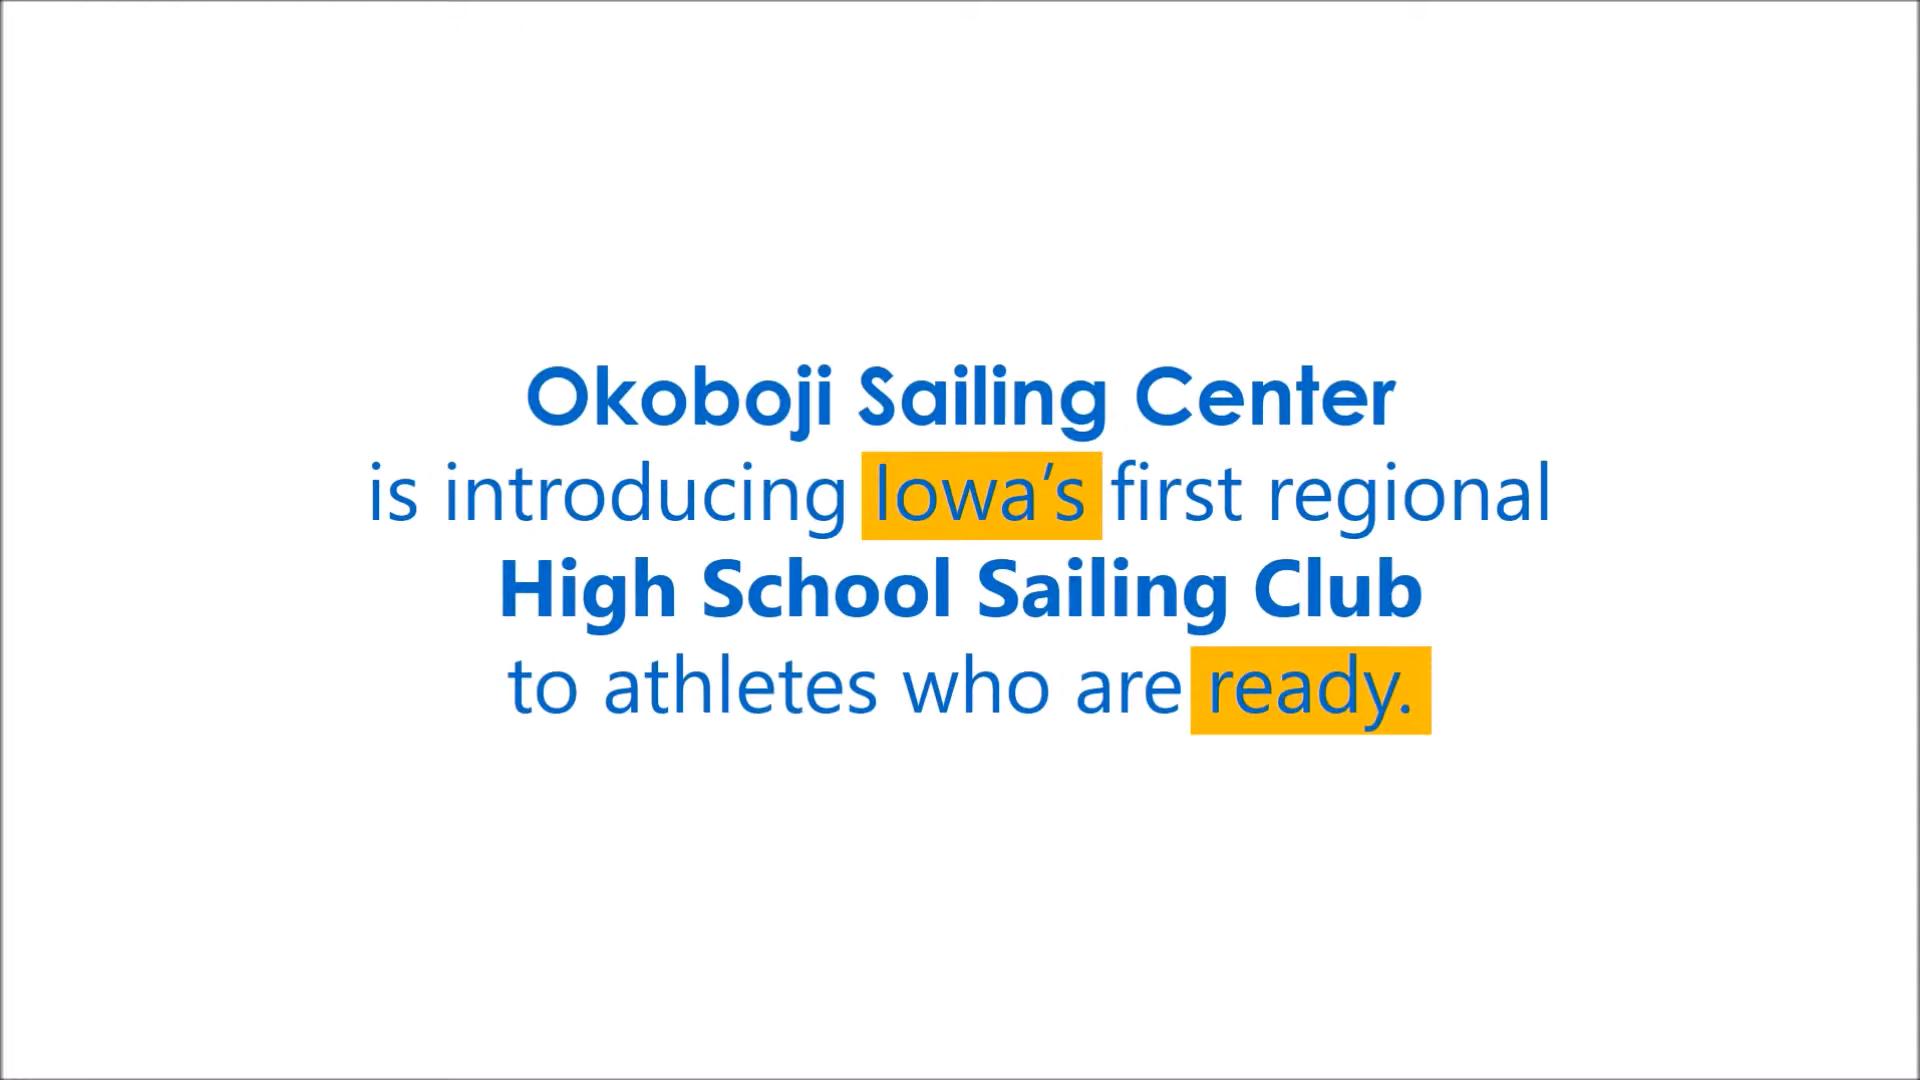 Okoboji Sailing Center
is introducing Iowa’s first regional
High School Sailing Club
to athletes who are ready.